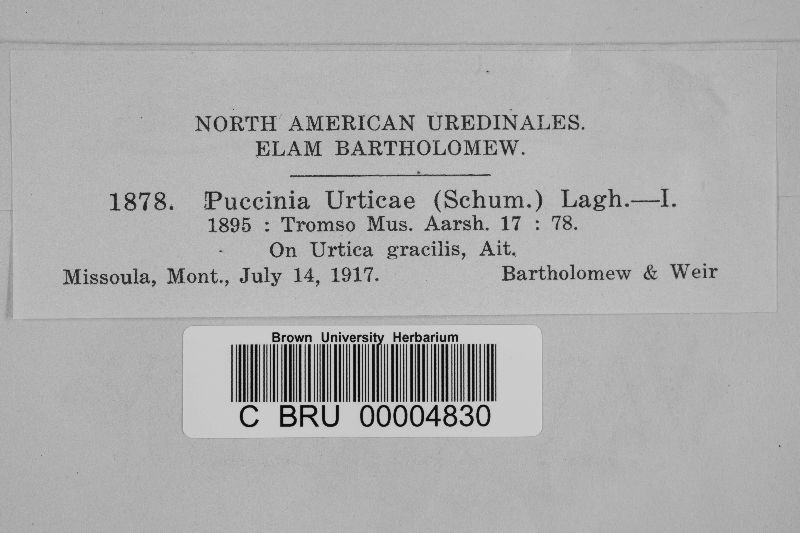 NORTH AMERICAN UREDINALES.
ELAM BARTHOLOMEW.
1878. Puccinia Urticae (Schum.) Lagh.—I.
1895 : Tromso Mus. Aarsh. 17 : 78.
On Urtica gracilis, Ait.
Missoula, Mont., July 14, 1917. Bartholomew & Weir
Brown University Herbarium
C BRU 00004830